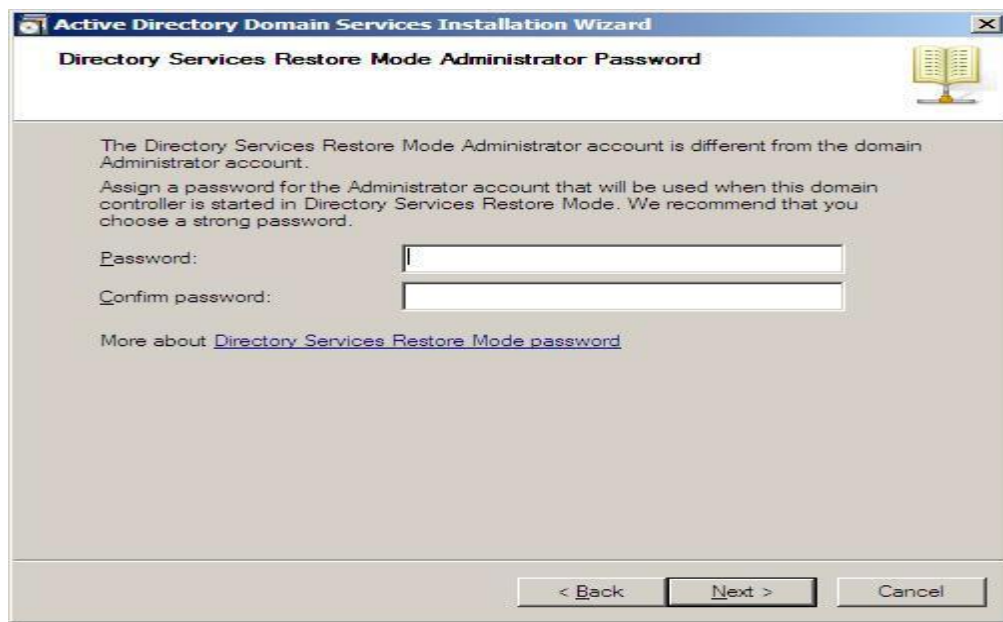 Active Directory Domain Services Installation Wizard
Directory Services Restore Mode Administrator Password
The Directory Services Restore Mode Administrator account is different from the domain
Administrator account.
Assign a password for the Administrator account that will be used when this domain
controller is started in Directory Services Restore Mode. We recommend that you
choose a strong password.
Password:
Confirm password:
More about Directory Services Restore Mode password
< Back Next > Cancel